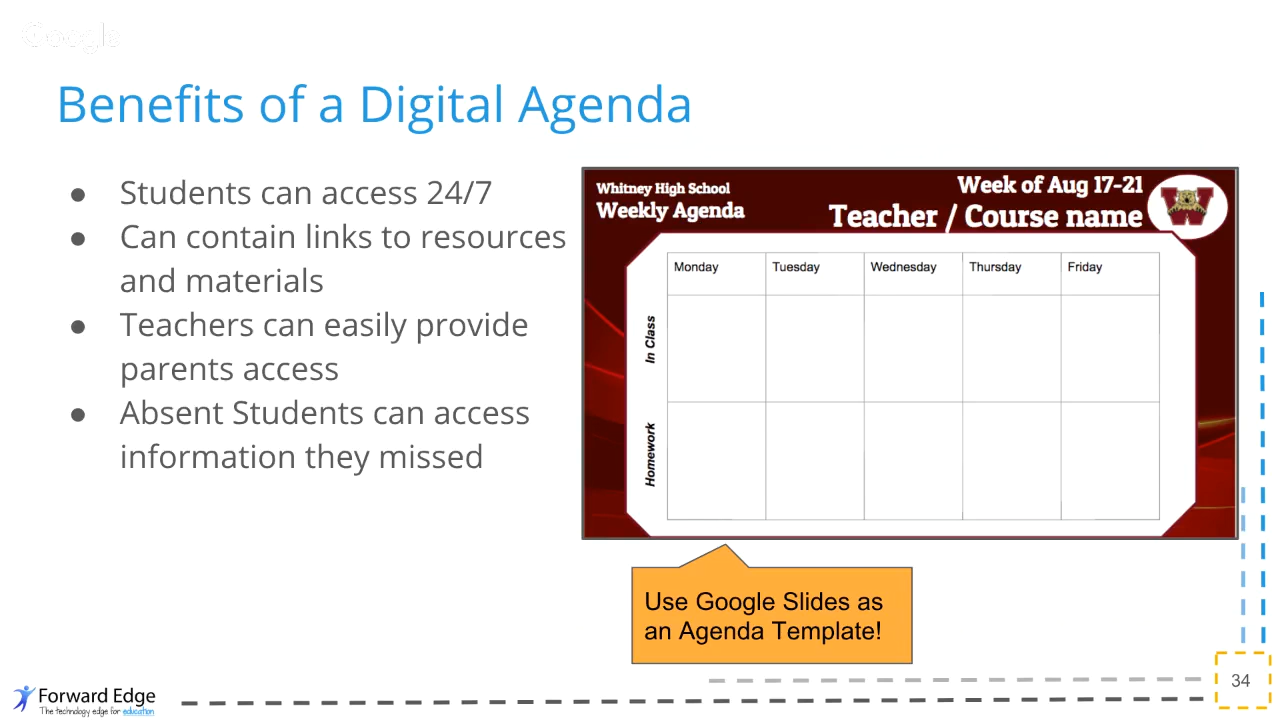 Google
Benefits of a Digital Agenda
● Students can access 24/7
● Can contain links to resources
and materials
● Teachers can easily provide
parents access
● Absent Students can access
information they missed
Whitney High School
Weekly Agenda
Week of Aug 17-21
Teacher / Course name
W
Monday Tuesday Wednesday Thursday Friday
In Class
Homework
Use Google Slides as
an Agenda Template!
Forward Edge
The technology edge for education
34